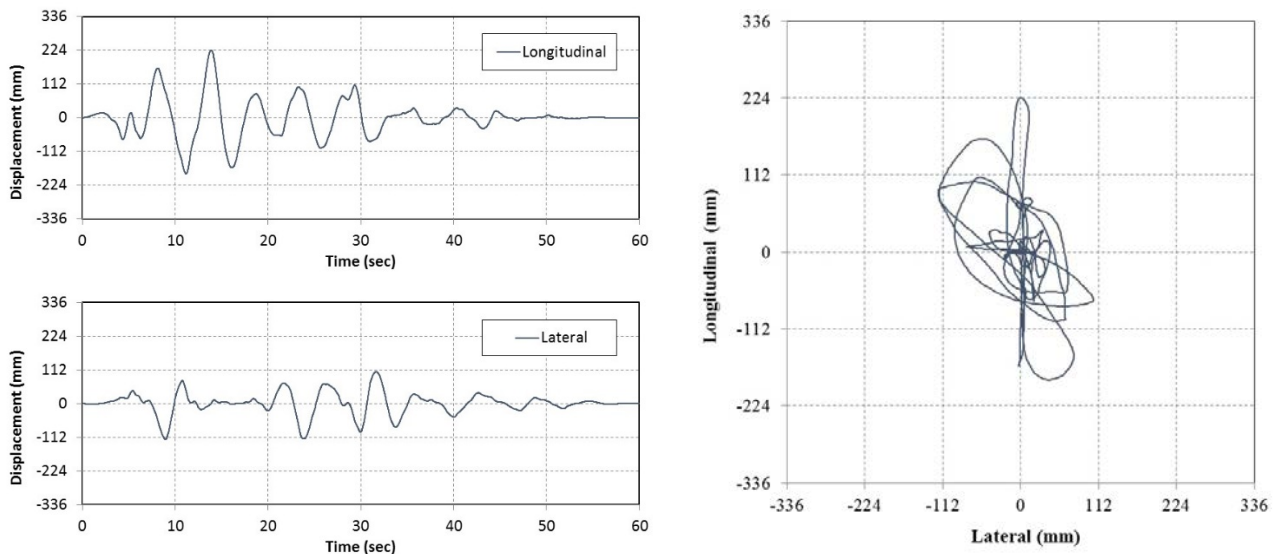 336
224
112
0
-112
-224
-336
Displacement (mm)
Longitudinal
0 10 20 30 40 50 60
Time (sec)
336
224
112
0
-112
-224
-336
Displacement (mm)
Lateral
0 10 20 30 40 50 60
Time (sec)
336
224
112
0
-112
-224
-336
Longitudinal (mm)
-336 -224 -112 0 112 224 336
Lateral (mm)